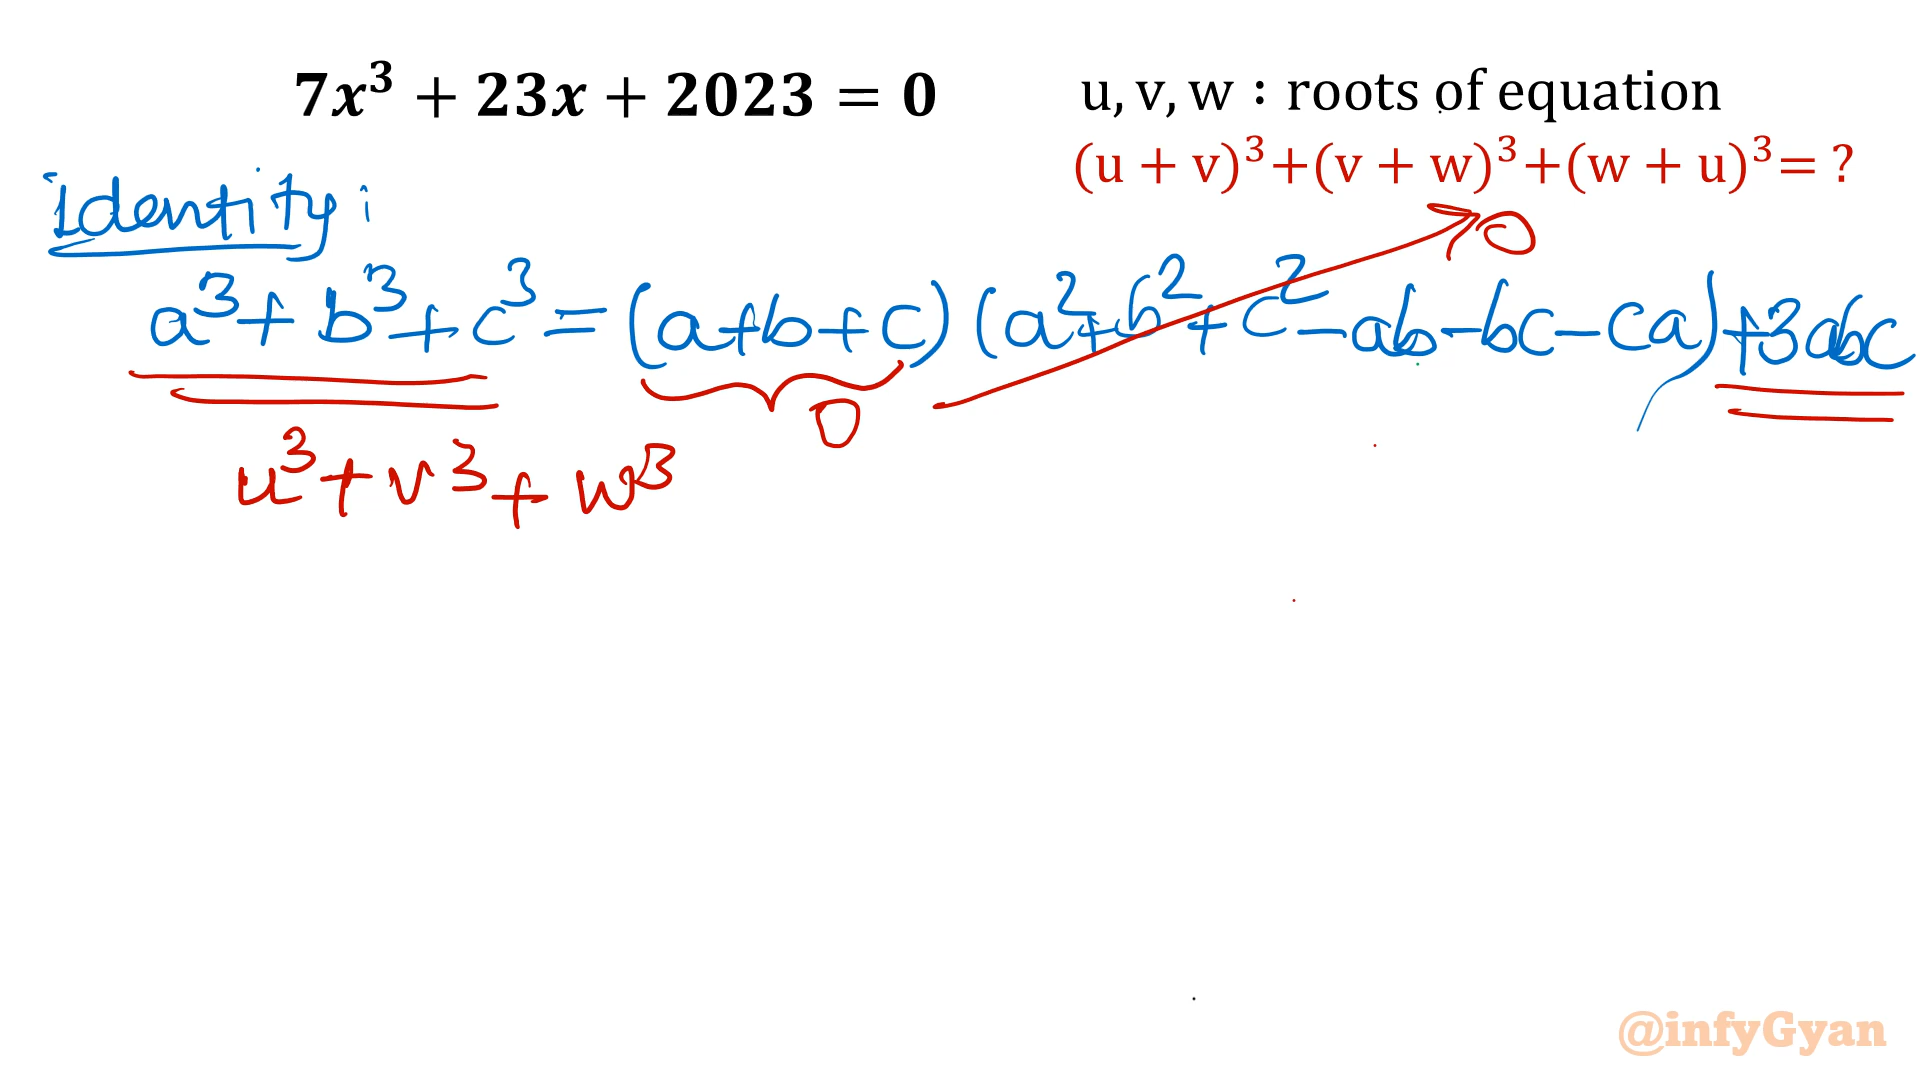 7x³ + 23x + 2023 = 0
u, v, w : roots of equation
(u + v)³+(v + w)³+(w + u)³= ?
Identity :
0
a³ + b³ + c³ = (a+b+c) (a²+b²+c²-ab-bc-ca)+3abc
0
u³ + v³ + w³
@infyGyan